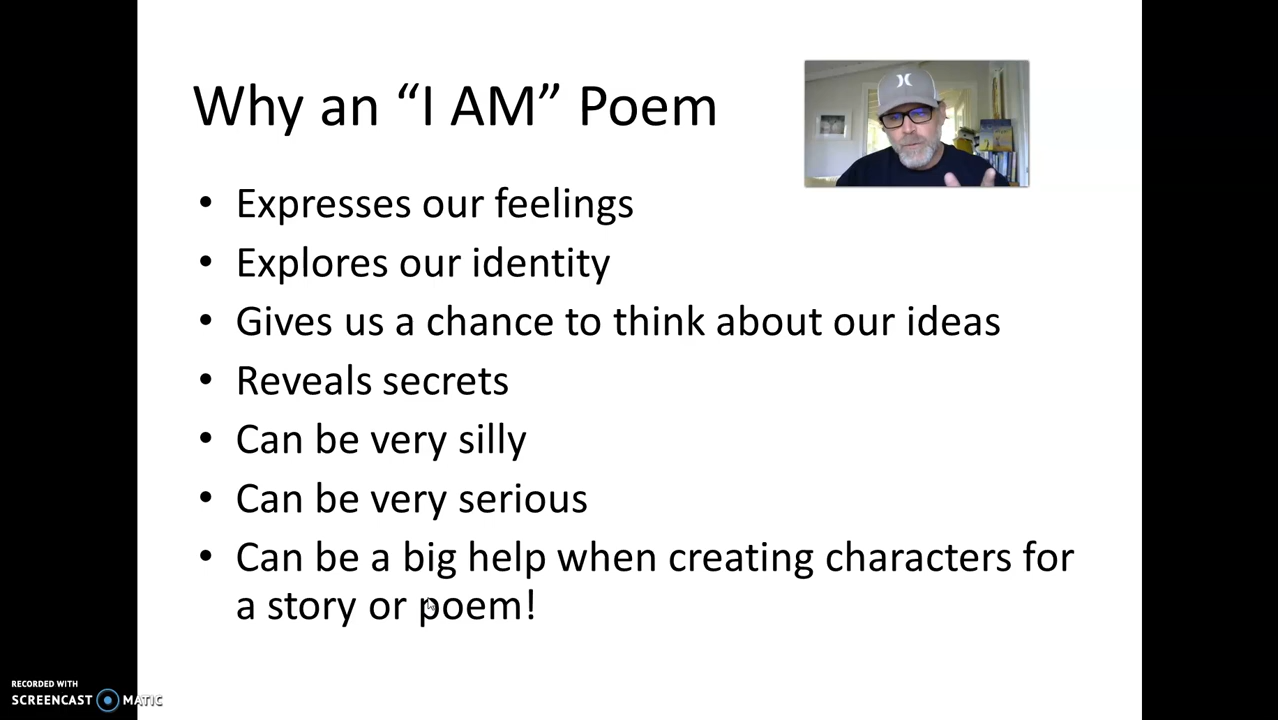 Why an “I AM” Poem
• Expresses our feelings
• Explores our identity
• Gives us a chance to think about our ideas
• Reveals secrets
• Can be very silly
• Can be very serious
• Can be a big help when creating characters for
a story or poem!
RECORDED WITH
SCREENCAST MATIC